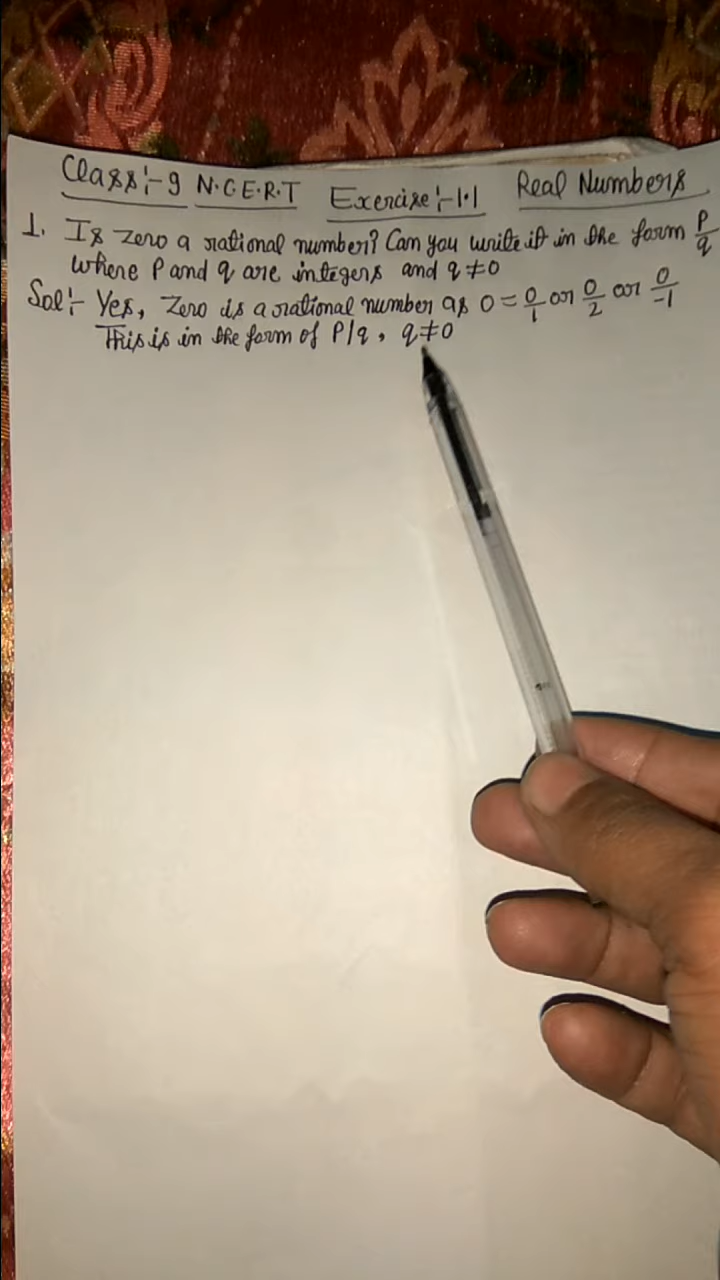 Class:-9 N.C.E.R.T Exercise:-1.1 Real Numbers
1. Is zero a rational number? Can you write it in the form P/q
where P and q are integers and q≠0
Sol:- Yes, Zero is a rational number as 0 = 0/1 or 0/2 or 0/-1
This is in the form of P/q, q≠0